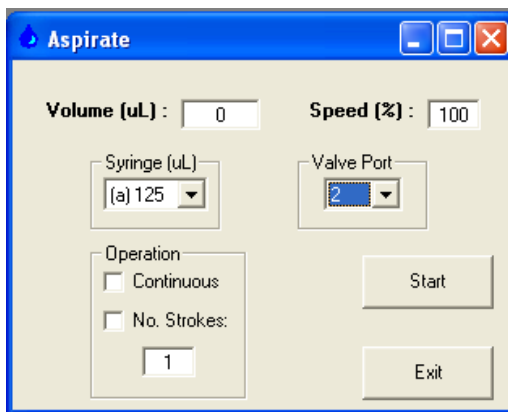 Aspirate
Volume (uL) : 0 Speed (%) : 100
Syringe (uL) Valve Port
(a) 125 2
Operation
Continuous
No. Strokes:
1
Start
Exit